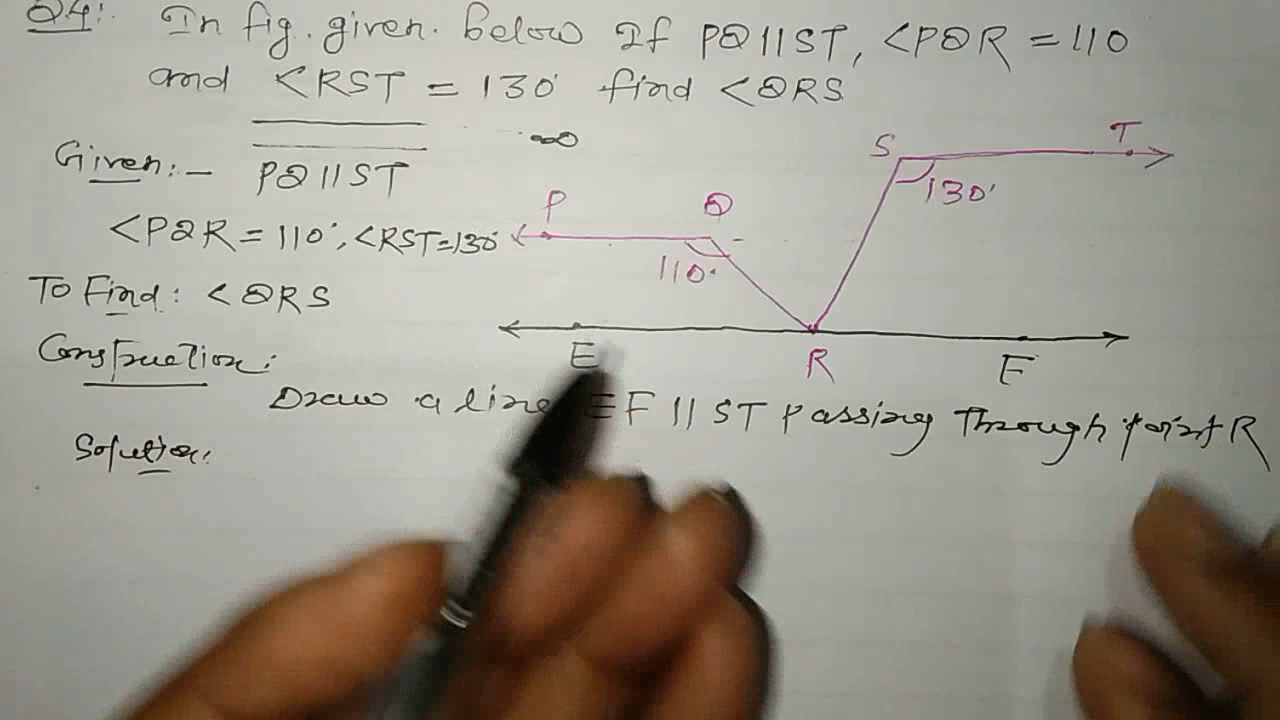 Q4: In fig. given. below If PQ||ST, <PQR = 110
and <RST = 130° find <QRS
Given:- PQ||ST
<PQR = 110°, <RST=130°
To Find: <QRS
Construction:
Draw a line EF || ST passing Through point R
Solution:
S T
130°
P Q
110°
E R F